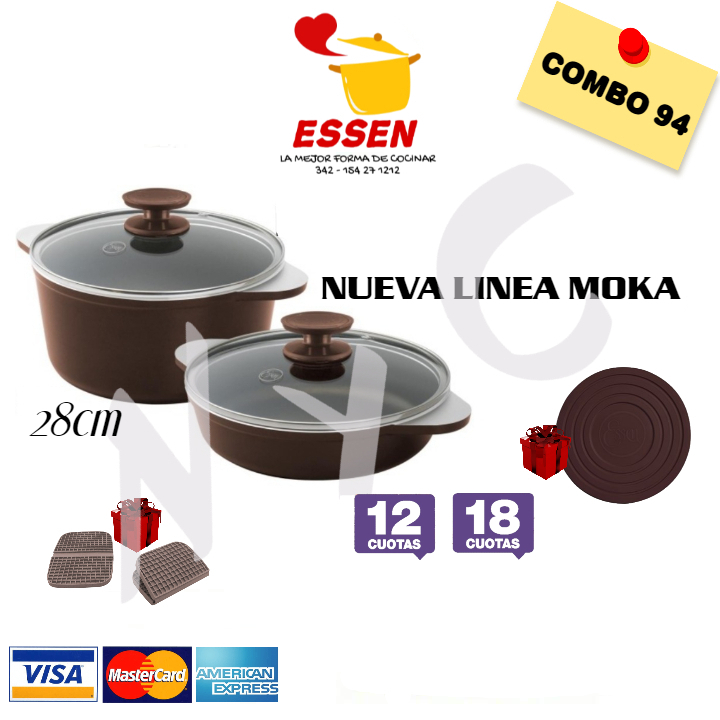 COMBO 94
ESSEN
LA MEJOR FORMA DE COCINAR
342 - 154 27 1212
NUEVA LINEA MOKA
28cm
NYC
12
CUOTAS
18
CUOTAS
VISA
MasterCard
AMERICAN
EXPRESS